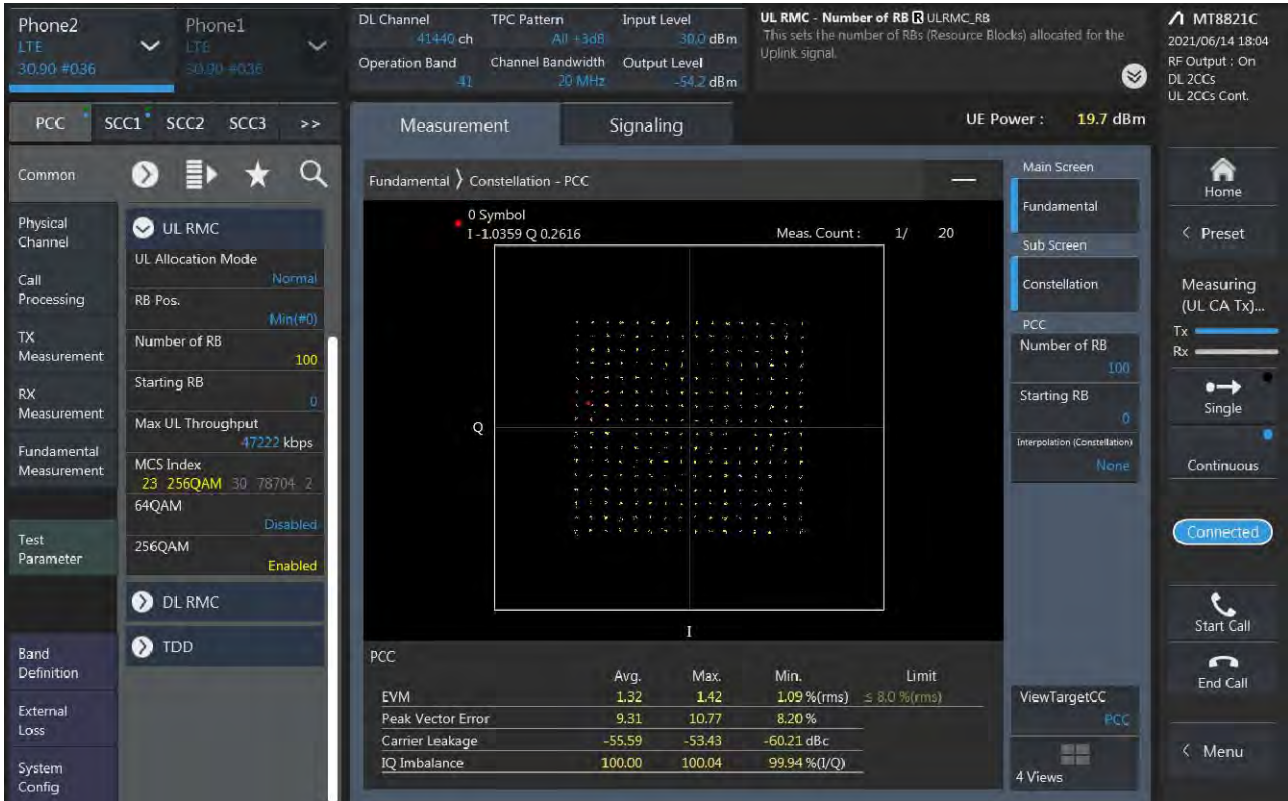 Phone2
LTE
30.90 #036
Phone1
LTE
30.90 #036
DL Channel
41440 ch
Operation Band
41
TPC Pattern
All +3dB
Channel Bandwidth
20 MHz
Input Level
30.0 dBm
Output Level
-54.2 dBm
UL RMC - Number of RB R ULRMC_RB
This sets the number of RBs (Resource Blocks) allocated for the
Uplink signal.
MT8821C
2021/06/14 18:04
RF Output : On
DL 2CCs
UL 2CCs Cont.
PCC SCC1 SCC2 SCC3 >>
Measurement
Signaling
UE Power : 19.7 dBm
Common
Physical
Channel
Call
Processing
TX
Measurement
RX
Measurement
Fundamental
Measurement
Test
Parameter
Band
Definition
External
Loss
System
Config
UL RMC
UL Allocation Mode
Normal
RB Pos.
Min(#0)
Number of RB
100
Starting RB
0
Max UL Throughput
47222 kbps
MCS Index
23 256QAM 30 78704 2
64QAM
Disabled
256QAM
Enabled
DL RMC
TDD
Fundamental 〉 Constellation - PCC
0 Symbol
I -1.0359 Q 0.2616
Meas. Count : 1/ 20
Q
I
PCC
Avg. Max. Min. Limit
EVM 1.32 1.42 1.09 %(rms) ≤ 8.0 %(rms)
Peak Vector Error 9.31 10.77 8.20 %
Carrier Leakage -55.59 -53.43 -60.21 dBc
IQ Imbalance 100.00 100.04 99.94 %(I/Q)
Main Screen
Fundamental
Sub Screen
Constellation
PCC
Number of RB
100
Starting RB
0
Interpolation (Constellation)
None
ViewTargetCC
PCC
4 Views
Home
< Preset
Measuring
(UL CA Tx)...
Tx
Rx
Single
Continuous
Connected
Start Call
End Call
< Menu